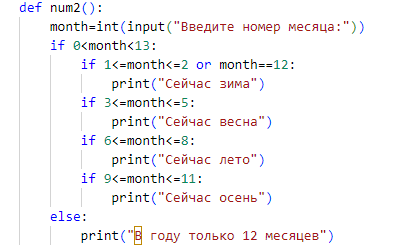 def num2():
    month=int(input("Введите номер месяца:"))
    if 0<month<13:
        if 1<=month<=2 or month==12:
            print("Сейчас зима")
        if 3<=month<=5:
            print("Сейчас весна")
        if 6<=month<=8:
            print("Сейчас лето")
        if 9<=month<=11:
            print("Сейчас осень")
    else:
        print("В году только 12 месяцев")